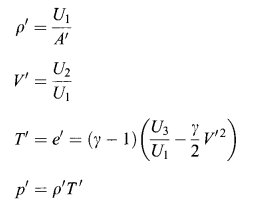 ρ' = U₁/A'
V' = U₂/U₁
T' = e' = (γ − 1)(U₃/U₁ − γ/2 V'²)
p' = ρ'T'